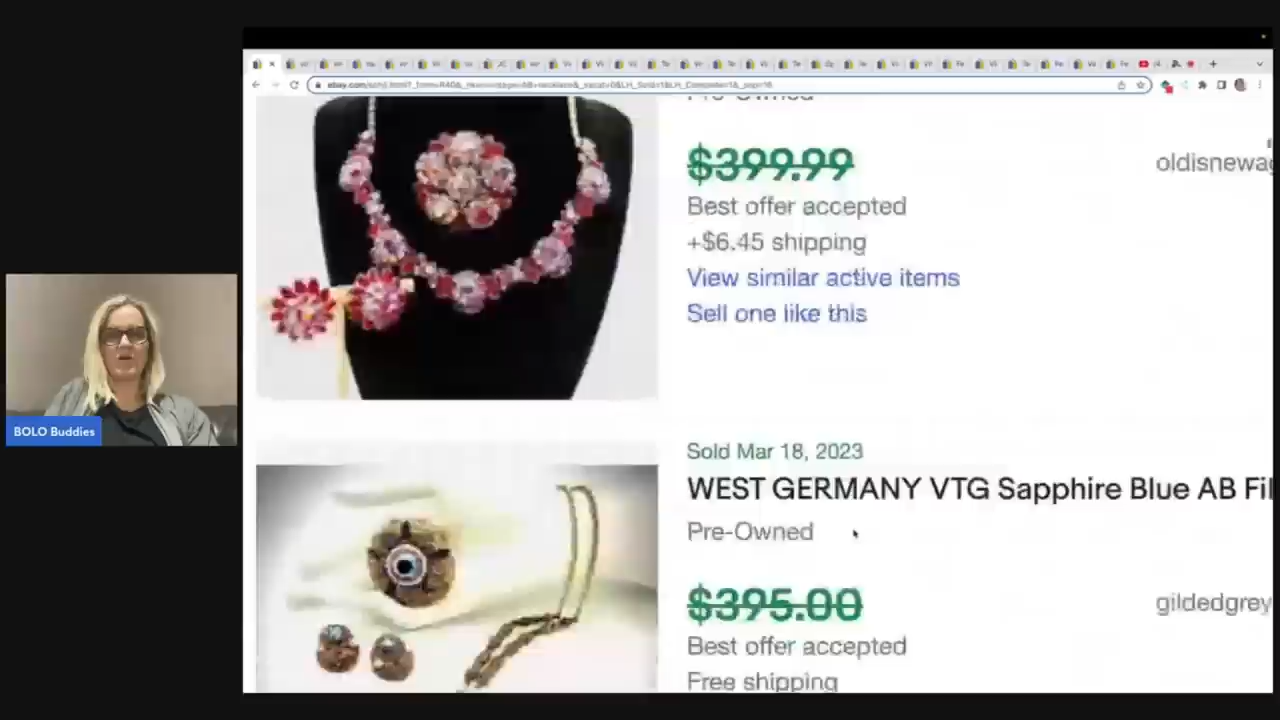 Pre-Owned
$399.99
Best offer accepted
+$6.45 shipping
View similar active items
Sell one like this
Sold Mar 18, 2023
WEST GERMANY VTG Sapphire Blue AB Fil
Pre-Owned
$395.00
gildedgrey
Best offer accepted
Free shipping
oldisnewag
BOLO Buddies